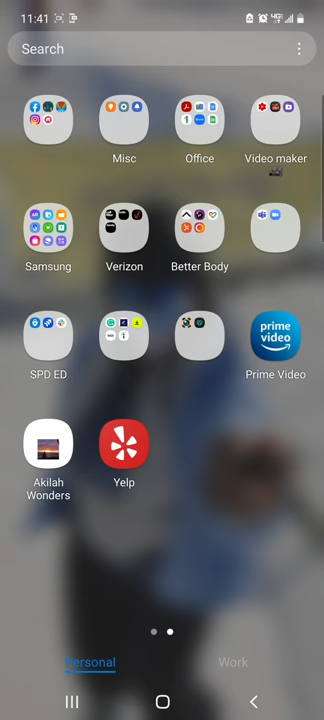 11:41
Search
Misc
Office
Video maker
Samsung
Verizon
Better Body
SPD ED
prime
video
Prime Video
Akilah
Wonders
Yelp
Personal
Work